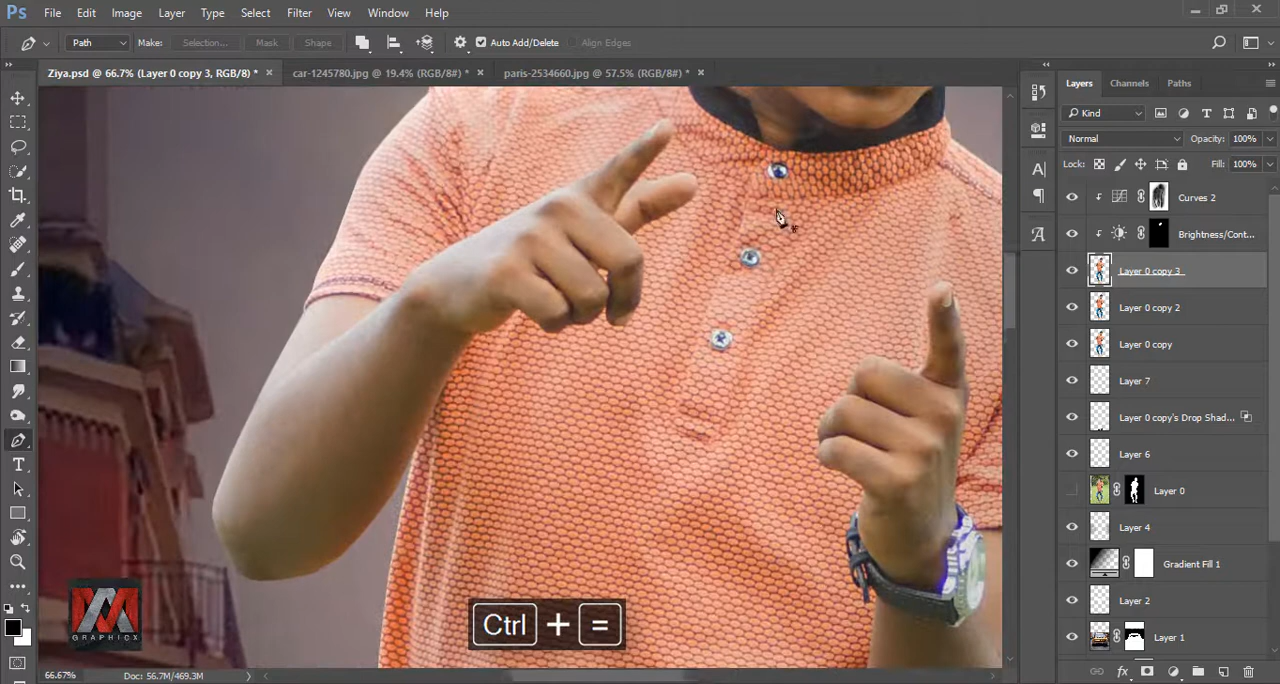 Ps File Edit Image Layer Type Select Filter 3D View Window Help
Path Make: Selection... Mask Shape Auto Add/Delete Align Edges
Ziya.psd @ 66.7% (Layer 0 copy 3, RGB/8) * × car-1245780.jpg @ 19.4% (RGB/8#) * × paris-2534660.jpg @ 57.5% (RGB/8#) * ×
Layers Channels Paths
Kind
Normal Opacity: 100%
Lock: Fill: 100%
Curves 2
Brightness/Cont...
Layer 0 copy 3
Layer 0 copy 2
Layer 0 copy
Layer 7
Layer 0 copy's Drop Shad...
Layer 6
Layer 0
Layer 4
Gradient Fill 1
Layer 2
Layer 1
GRAPHICX
Ctrl + =
66.67% Doc: 56.7M/469.3M